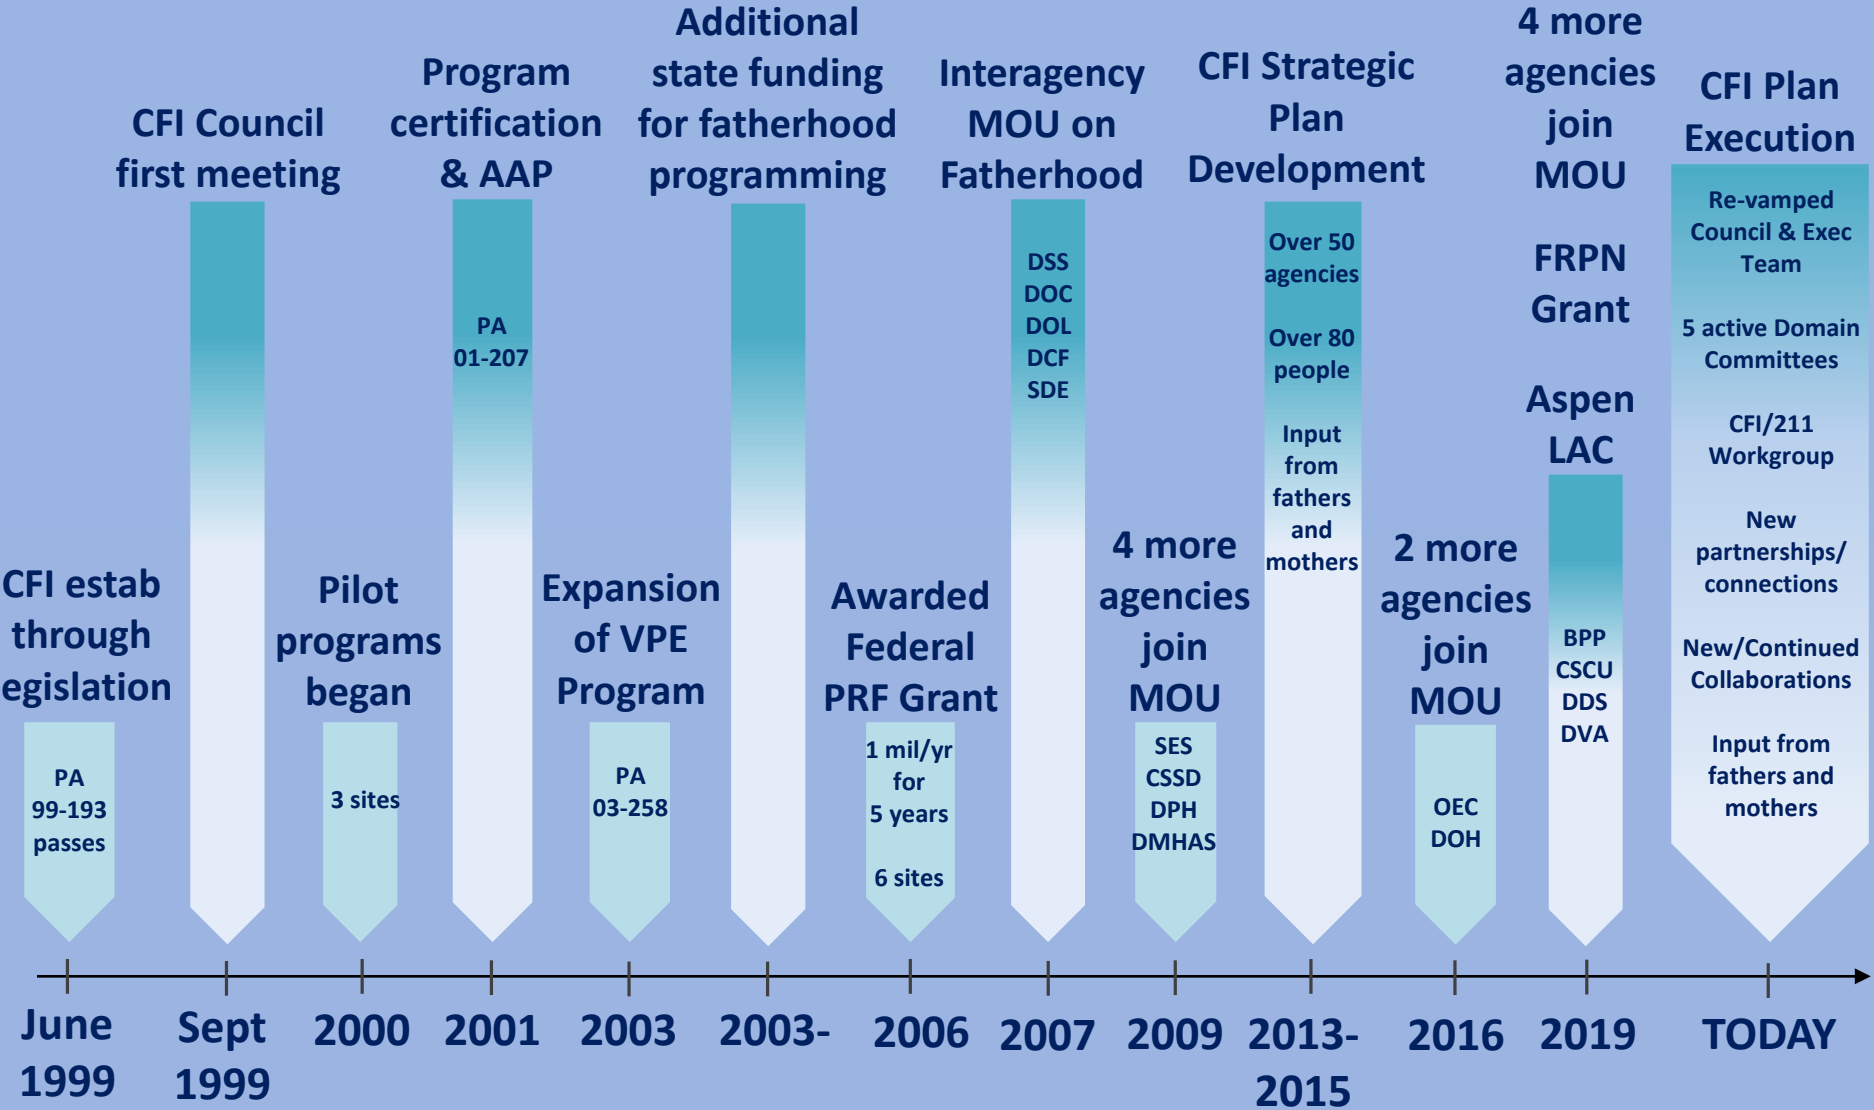 CFI estab
through
egislation
PA
99-193
passes
June
1999
CFI Council
first meeting
Sept
1999
Pilot
programs
began
3 sites
2000
Program
certification
& AAP
PA
01-207
2001
Expansion
of VPE
Program
PA
03-258
2003
Additional
state funding
for fatherhood
programming
2003-
Awarded
Federal
PRF Grant
1 mil/yr
for
5 years
6 sites
2006
Interagency
MOU on
Fatherhood
DSS
DOC
DOL
DCF
SDE
2007
4 more
agencies
join
MOU
SES
CSSD
DPH
DMHAS
2009
CFI Strategic
Plan
Development
Over 50
agencies
Over 80
people
Input
from
fathers
and
mothers
2013-
2015
2 more
agencies
join
MOU
OEC
DOH
2016
4 more
agencies
join
MOU
FRPN
Grant
Aspen
LAC
BPP
CSCU
DDS
DVA
2019
CFI Plan
Execution
Re-vamped
Council & Exec
Team
5 active Domain
Committees
CFI/211
Workgroup
New
partnerships/
connections
New/Continued
Collaborations
Input from
fathers and
mothers
TODAY